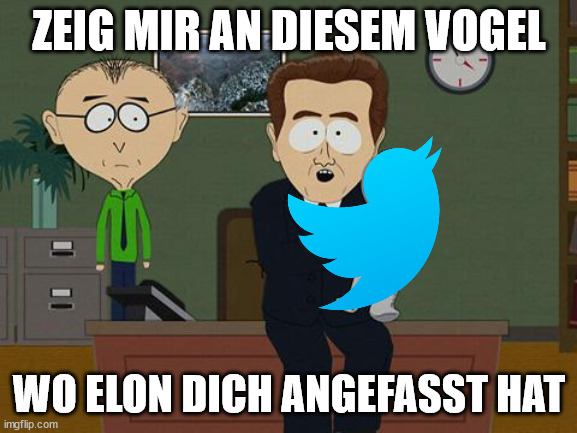 ZEIG MIR AN DIESEM VOGEL
WO ELON DICH ANGEFASST HAT
imgflip.com